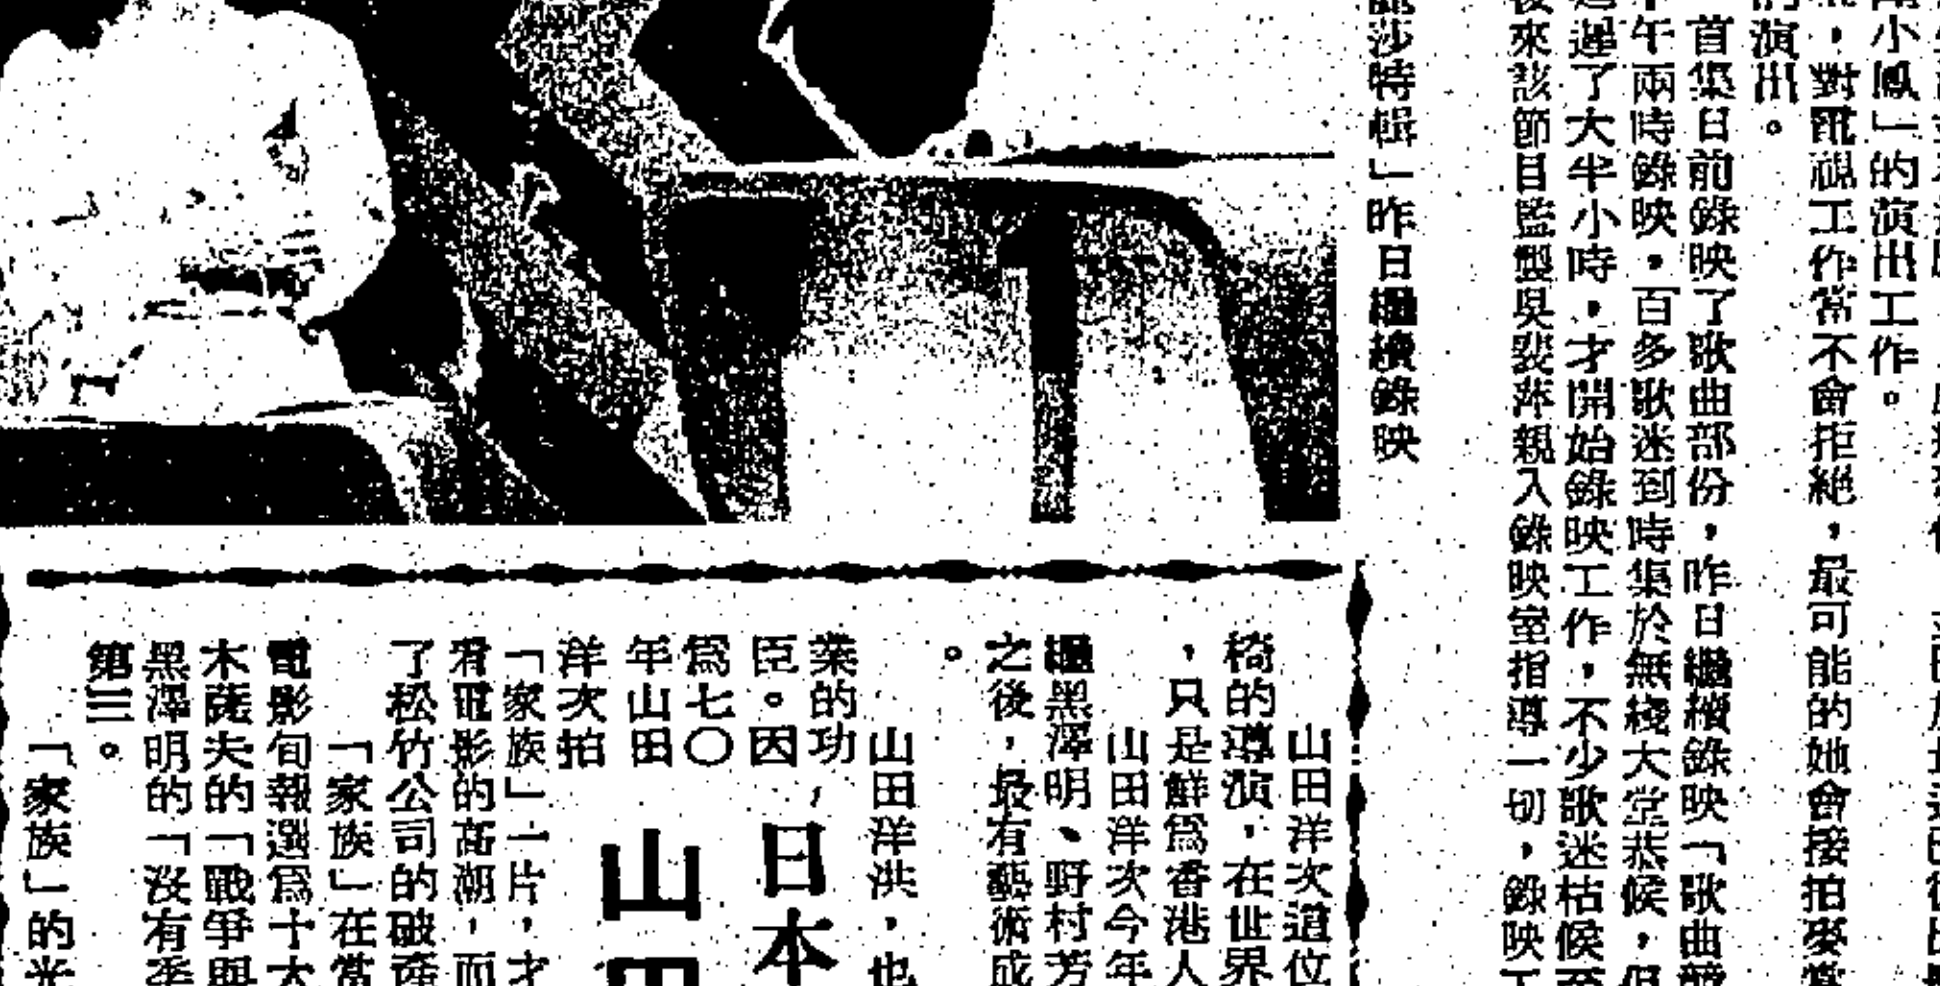 團小鳳」的演出工作。
，對電視工作常不會拒絕，最可能的她會接拍麥當
的演出。
首集日前錄映了歌曲部份，昨日繼續錄映「歌曲
午兩時錄映，百多歌迷到時集於無綫大堂恭候，但
遲了大半小時，才開始錄映工作，不少歌迷枯候至
後來該節目監製吳裴萍親入錄映室指導一切，錄映工
莎特輯」昨日繼續錄映
山田洋次這位
的導演，在世界
，只是鮮為香港人
山田洋次今年
繼黑澤明、野村芳
之後，最有藝術成
。
山田洋洪，也
業的功
臣。因
為七〇
年山田
洋次拍
日本
山田
「家族」一片，才
看電影的高潮，而
了松竹公司的破產
「家族」在當
電影旬報選為十大
木薩夫的「戰爭與
黑澤明的「沒有季
第三。
「家族」的光